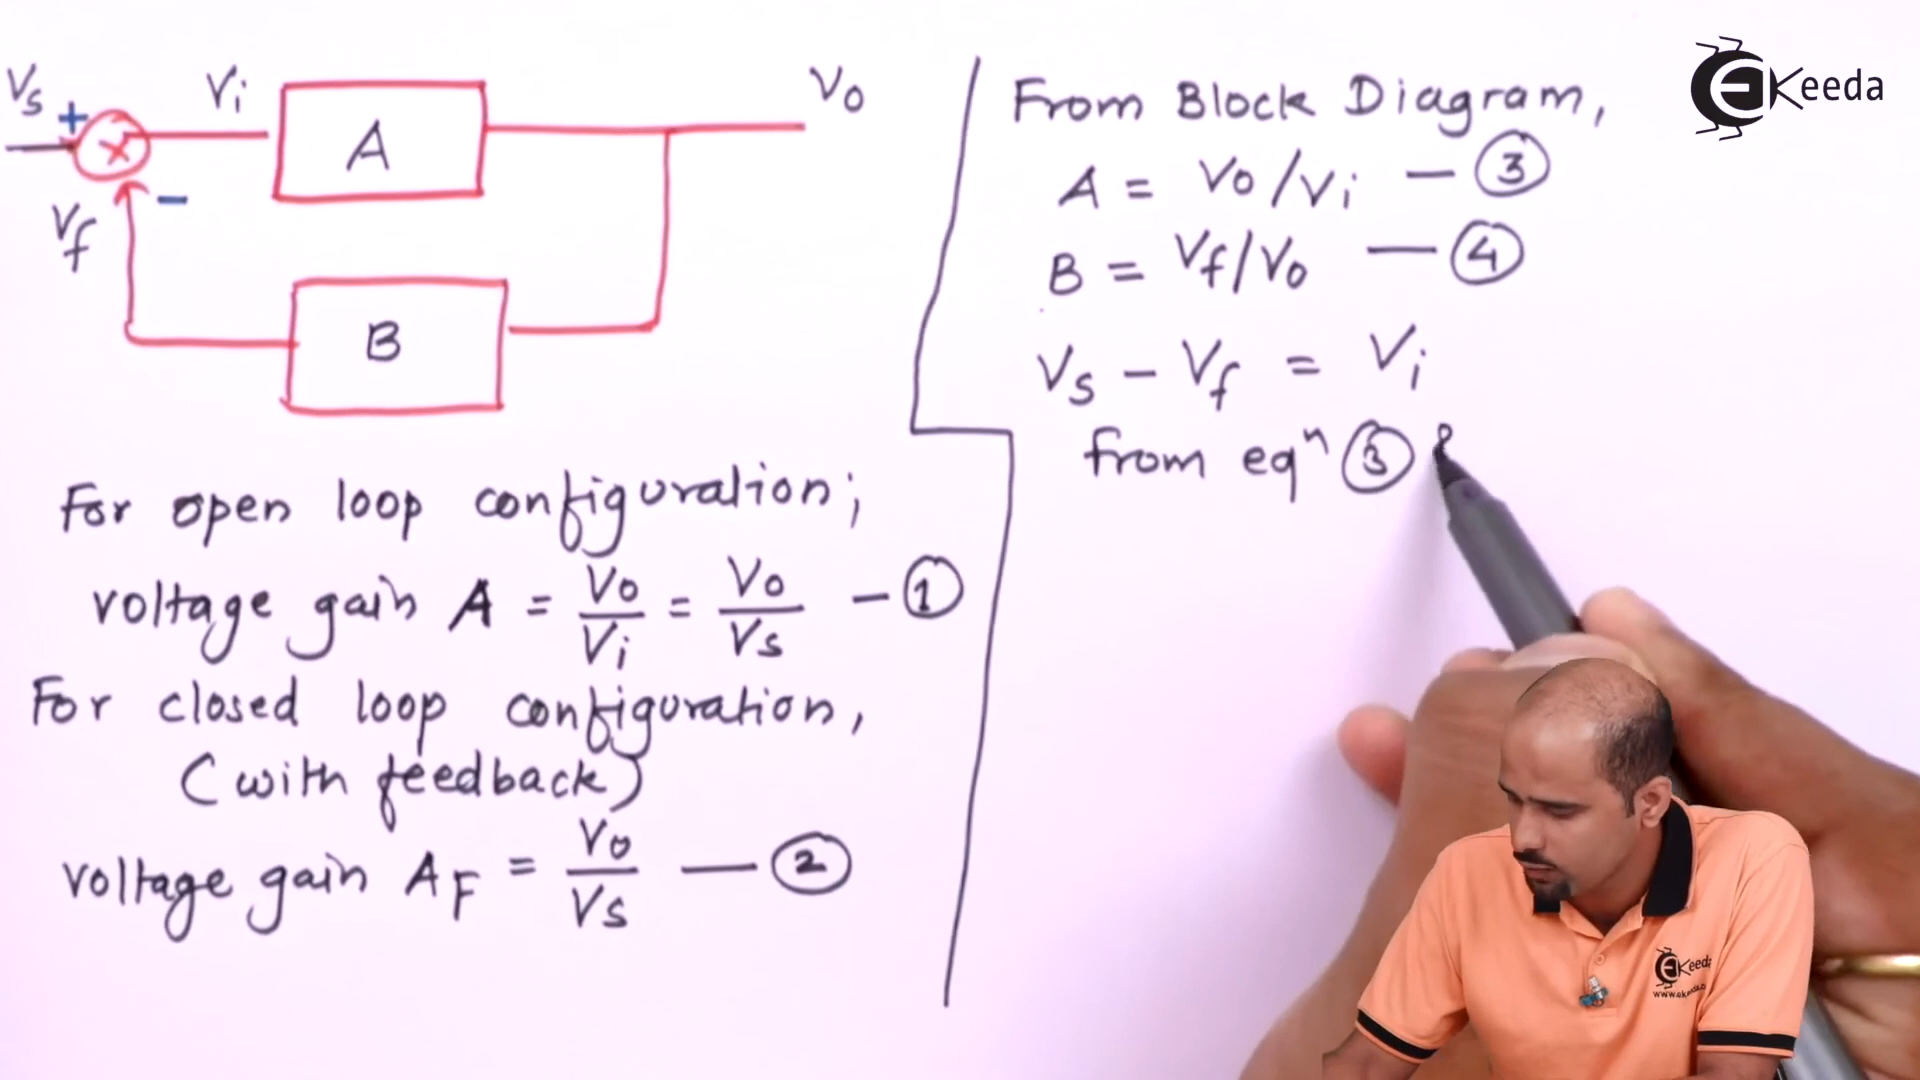 Vs + Vi A Vo
Vf -
B
For open loop configuration;
voltage gain A = Vo/Vi = Vo/Vs - ①
For closed loop configuration,
(with feedback)
voltage gain AF = Vo/Vs — ②
From Block Diagram,
A = Vo/Vi - ③
B = Vf/Vo — ④
Vs - Vf = Vi
from eqn ③
EKeeda
EKeeda